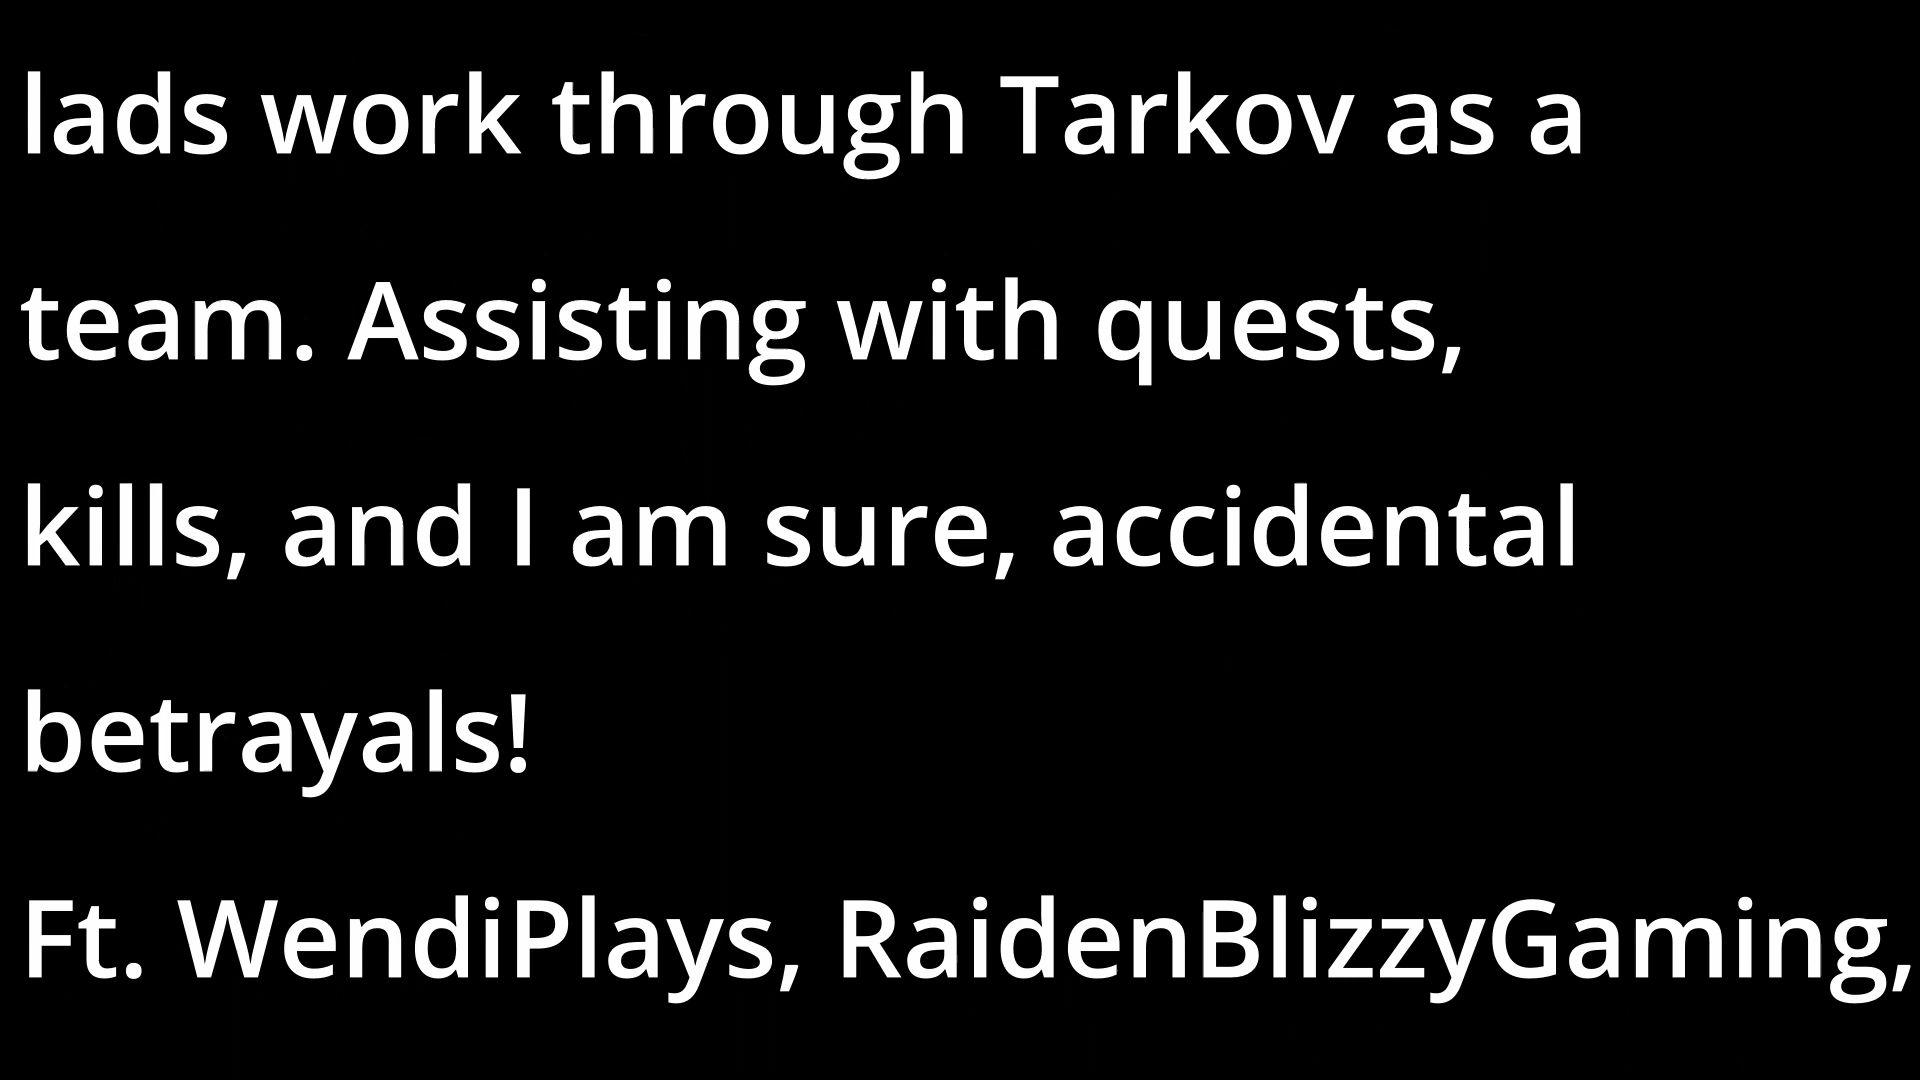 lads work through Tarkov as a
team. Assisting with quests,
kills, and I am sure, accidental
betrayals!
Ft. WendiPlays, RaidenBlizzyGaming,